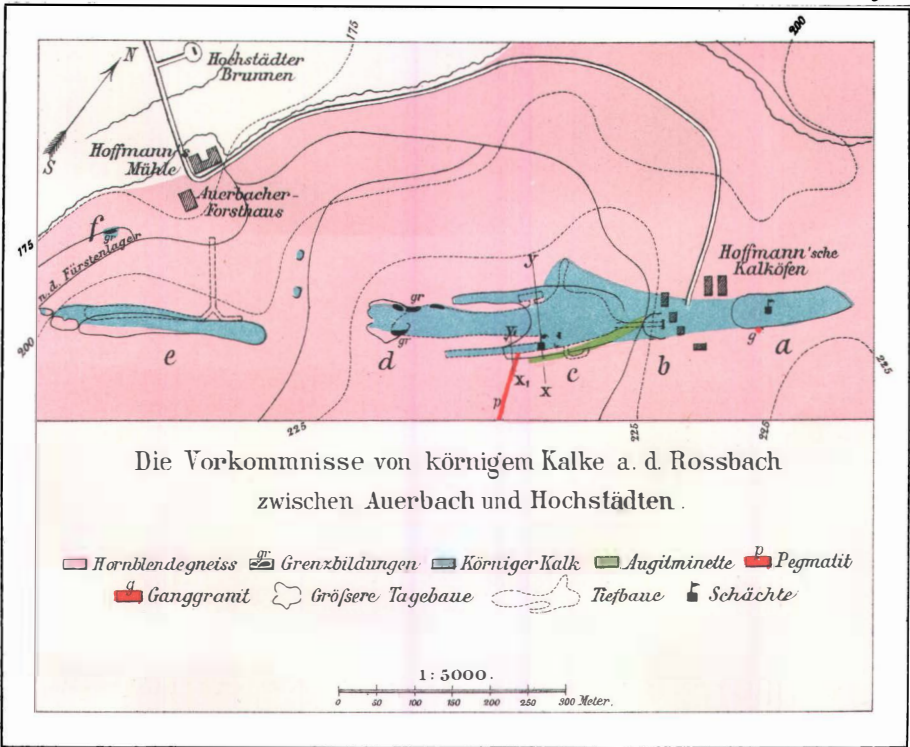 175
200
N
S
Hochstädter
Brunnen
Hoffmann's
Mühle
Auerbacher-
Forsthaus
175
f
gr
n. d. Fürstenlager
200
e
d
gr
gr
y
y₁
x₁
x
p
c
b
Hoffmann'sche
Kalköfen
g
a
225
225
225
225
Die Vorkommnisse von körnigem Kalke a. d. Rossbach
zwischen Auerbach und Hochstädten.
Hornblendegneiss gr Grenzbildungen Körniger Kalk Augitminette p Pegmatit
g Ganggranit Größere Tagebaue Tiefbaue Schächte
1 : 5000.
0 50 100 150 200 250 300 Meter.